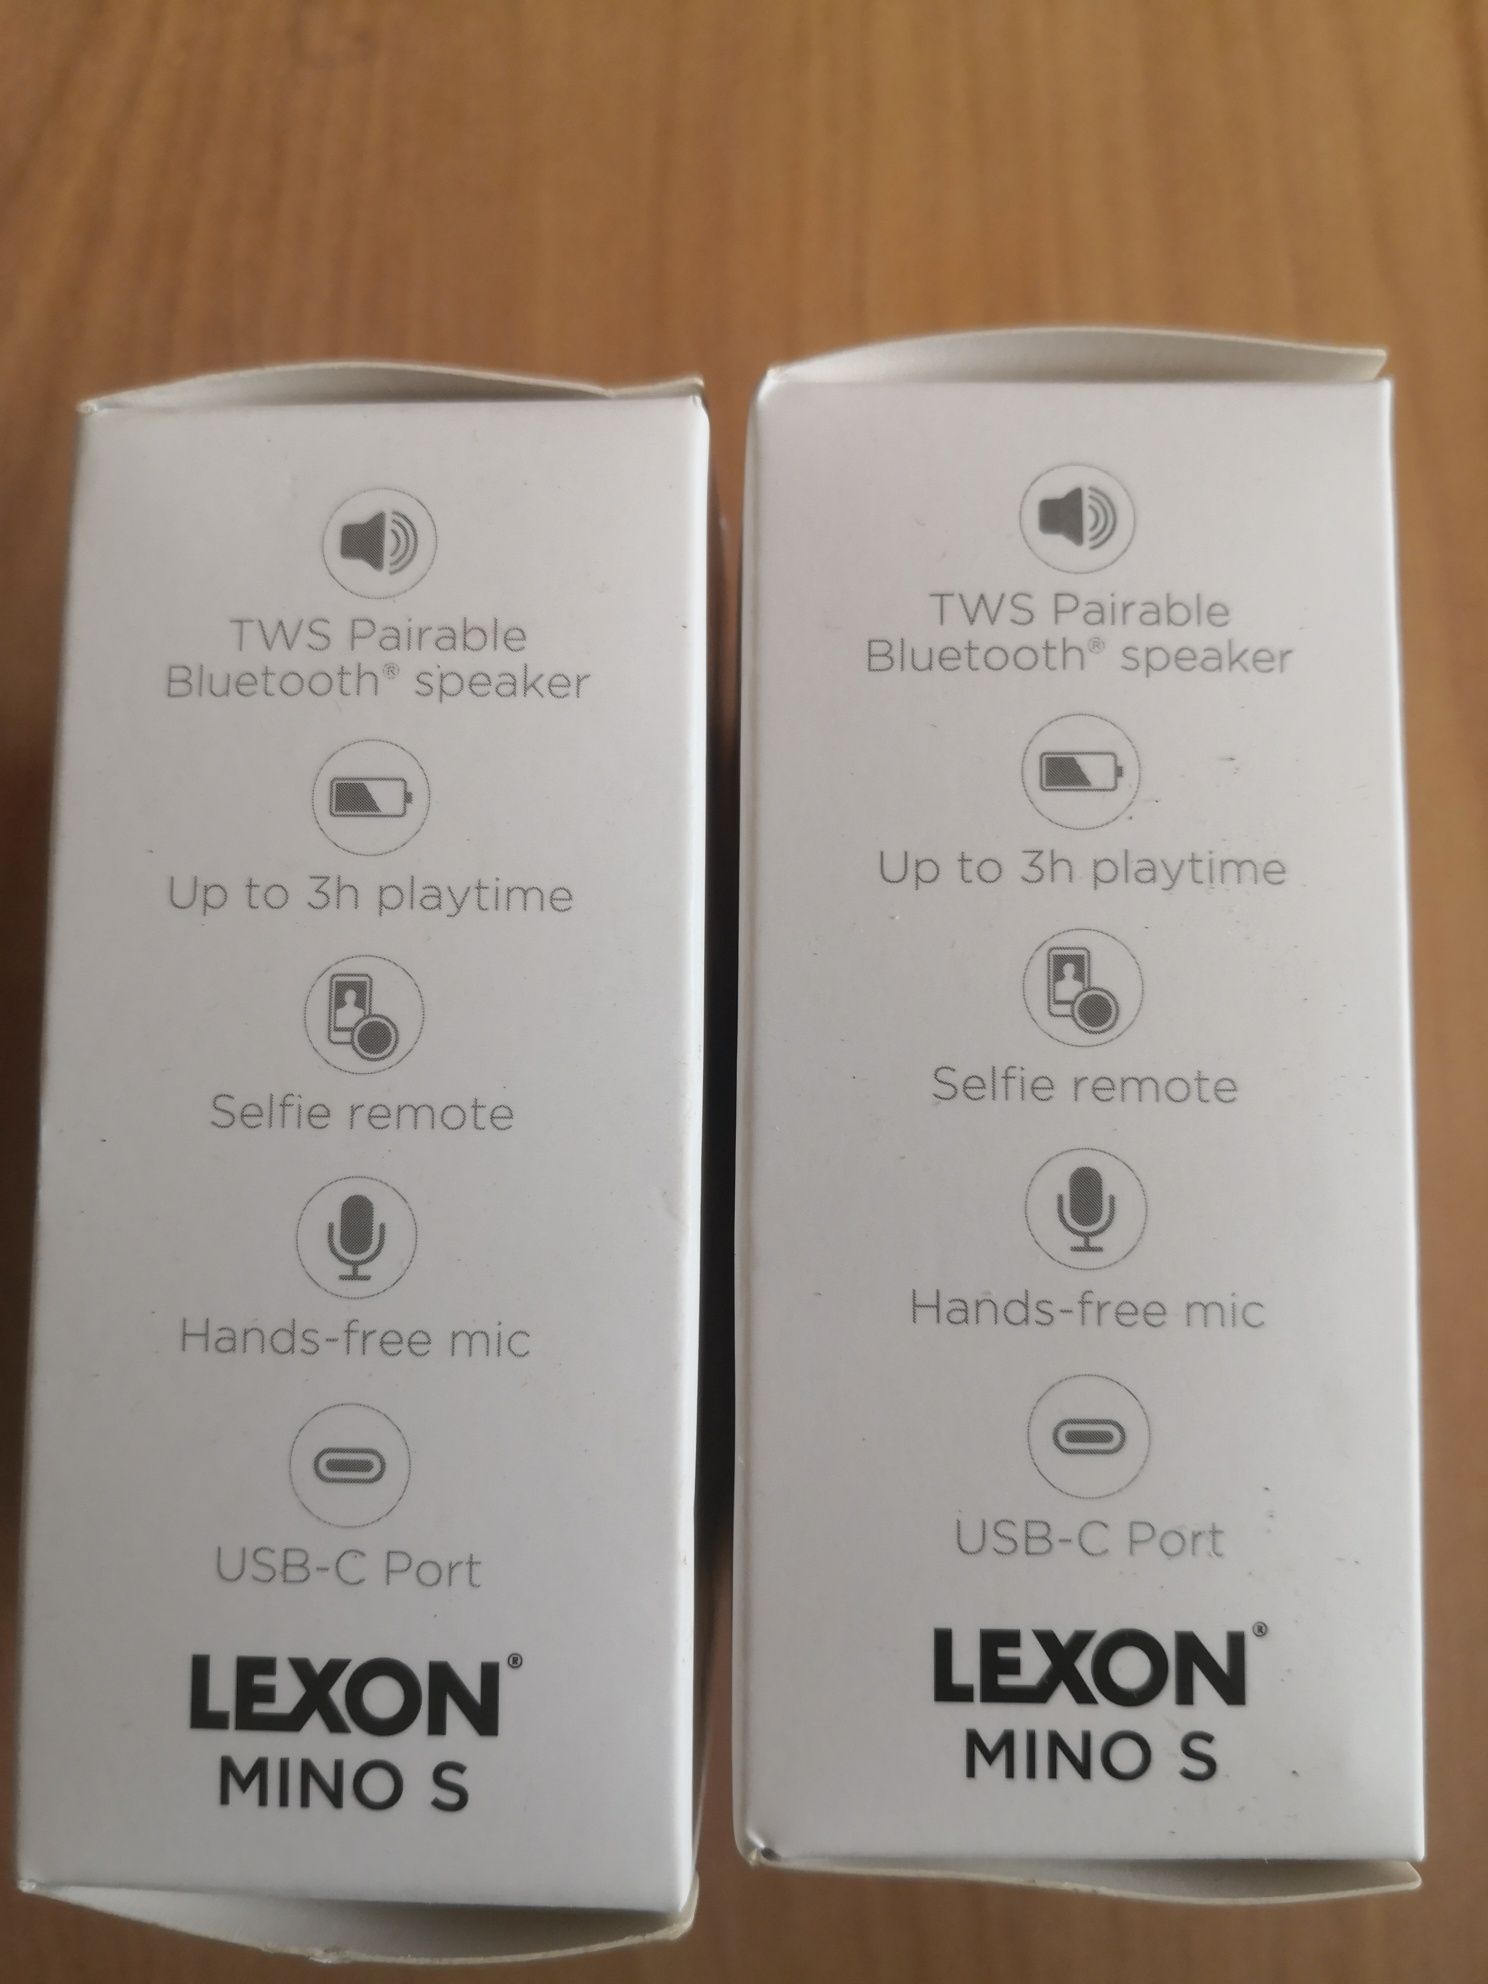 TWS Pairable
Bluetooth® speaker
Up to 3h playtime
Selfie remote
Hands-free mic
USB-C Port
LEXON®
MINO S
TWS Pairable
Bluetooth® speaker
Up to 3h playtime
Selfie remote
Hands-free mic
USB-C Port
LEXON®
MINO S